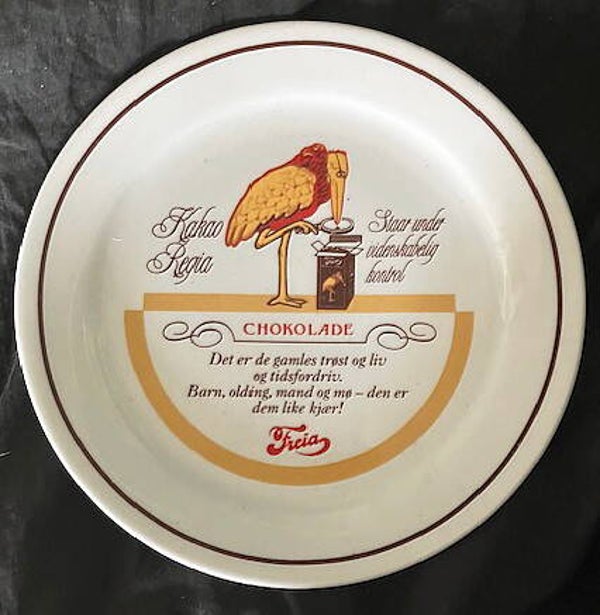 Kakao
Regia
Staar under
videnskabelig
kontrol
CHOKOLADE
Det er de gamles trøst og liv
og tidsfordriv.
Barn, olding, mand og mø – den er
dem like kjær!
Freia